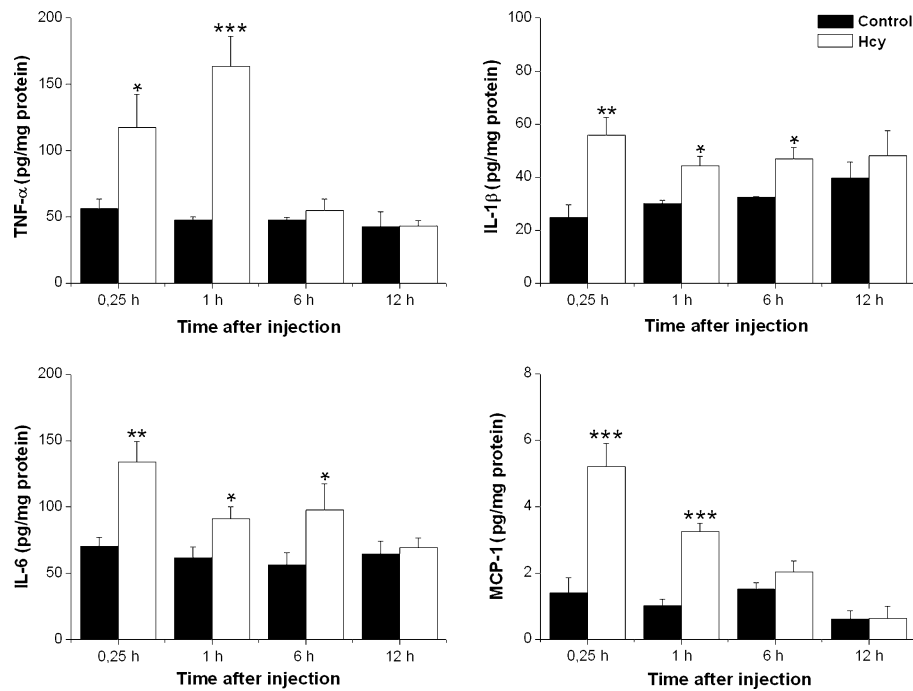 Control
Hcy
TNF-α (pg/mg protein)
200
150
100
50
0
*
***
0,25 h 1 h 6 h 12 h
Time after injection
IL-1β (pg/mg protein)
100
80
60
40
20
0
**
*
*
0,25 h 1 h 6 h 12 h
Time after injection
IL-6 (pg/mg protein)
200
150
100
50
0
**
*
*
0,25 h 1 h 6 h 12 h
Time after injection
MCP-1 (pg/mg protein)
8
6
4
2
0
***
***
0,25 h 1 h 6 h 12 h
Time after injection